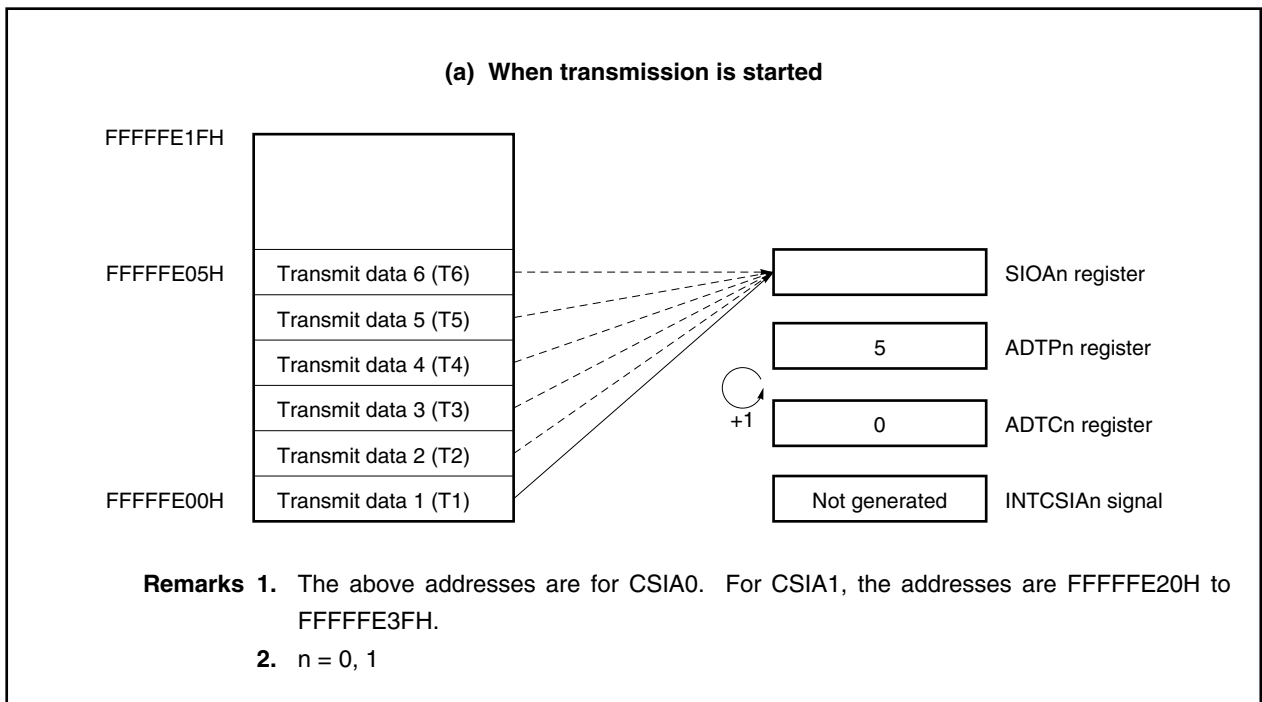 (a) When transmission is started
FFFFFE1FH
FFFFFE05H
Transmit data 6 (T6)
SIOAn register
Transmit data 5 (T5)
5
ADTPn register
Transmit data 4 (T4)
Transmit data 3 (T3)
+1
0
ADTCn register
Transmit data 2 (T2)
FFFFFE00H
Transmit data 1 (T1)
Not generated
INTCSIAn signal
Remarks 1. The above addresses are for CSIA0. For CSIA1, the addresses are FFFFFE20H to
FFFFFE3FH.
2. n = 0, 1